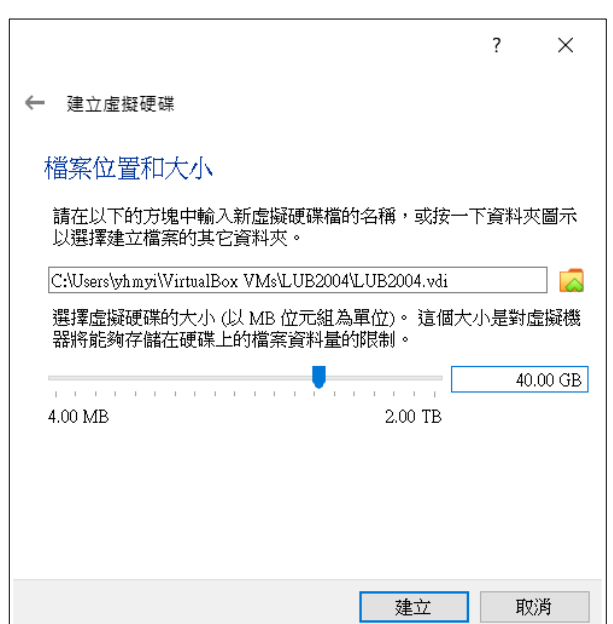 ?
建立虛擬硬碟
檔案位置和大小
請在以下的方塊中輸入新虛擬硬碟檔的名稱，或按一下資料夾圖示
以選擇建立檔案的其它資料夾。
C:\Users\yhmyi\VirtualBox VMs\LUB2004\LUB2004.vdi
選擇虛擬硬碟的大小 (以 MB 位元組為單位)。 這個大小是對虛擬機
器將能夠存儲在硬碟上的檔案資料量的限制。
40.00 GB
4.00 MB 2.00 TB
建立 取消